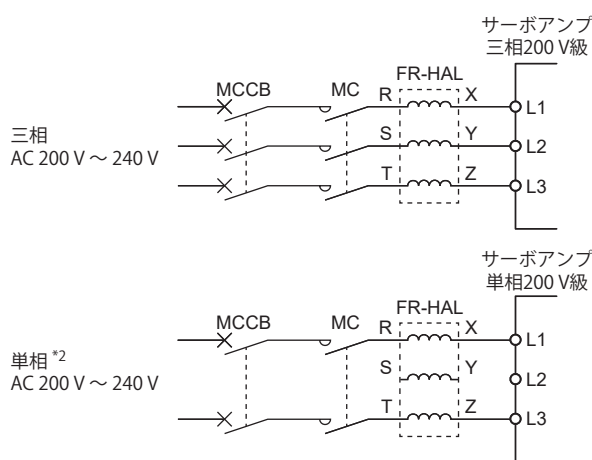 サーボアンプ
三相200 V級
FR-HAL
MCCB
MC
R
X
L1
三相
AC 200 V ～ 240 V
S
Y
L2
T
Z
L3
サーボアンプ
単相200 V級
FR-HAL
MCCB
MC
R
X
L1
単相 *2
AC 200 V ～ 240 V
S
Y
L2
T
Z
L3